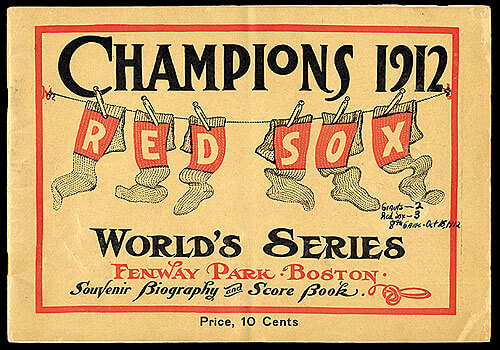 CHAMPIONS 1912
RED SOX
Giants—2
Red Sox—3
8th Game-Oct 16, 1912
WORLD'S SERIES
FENWAY PARK · BOSTON ·
Souvenir Biography and Score Book.
Price, 10 Cents